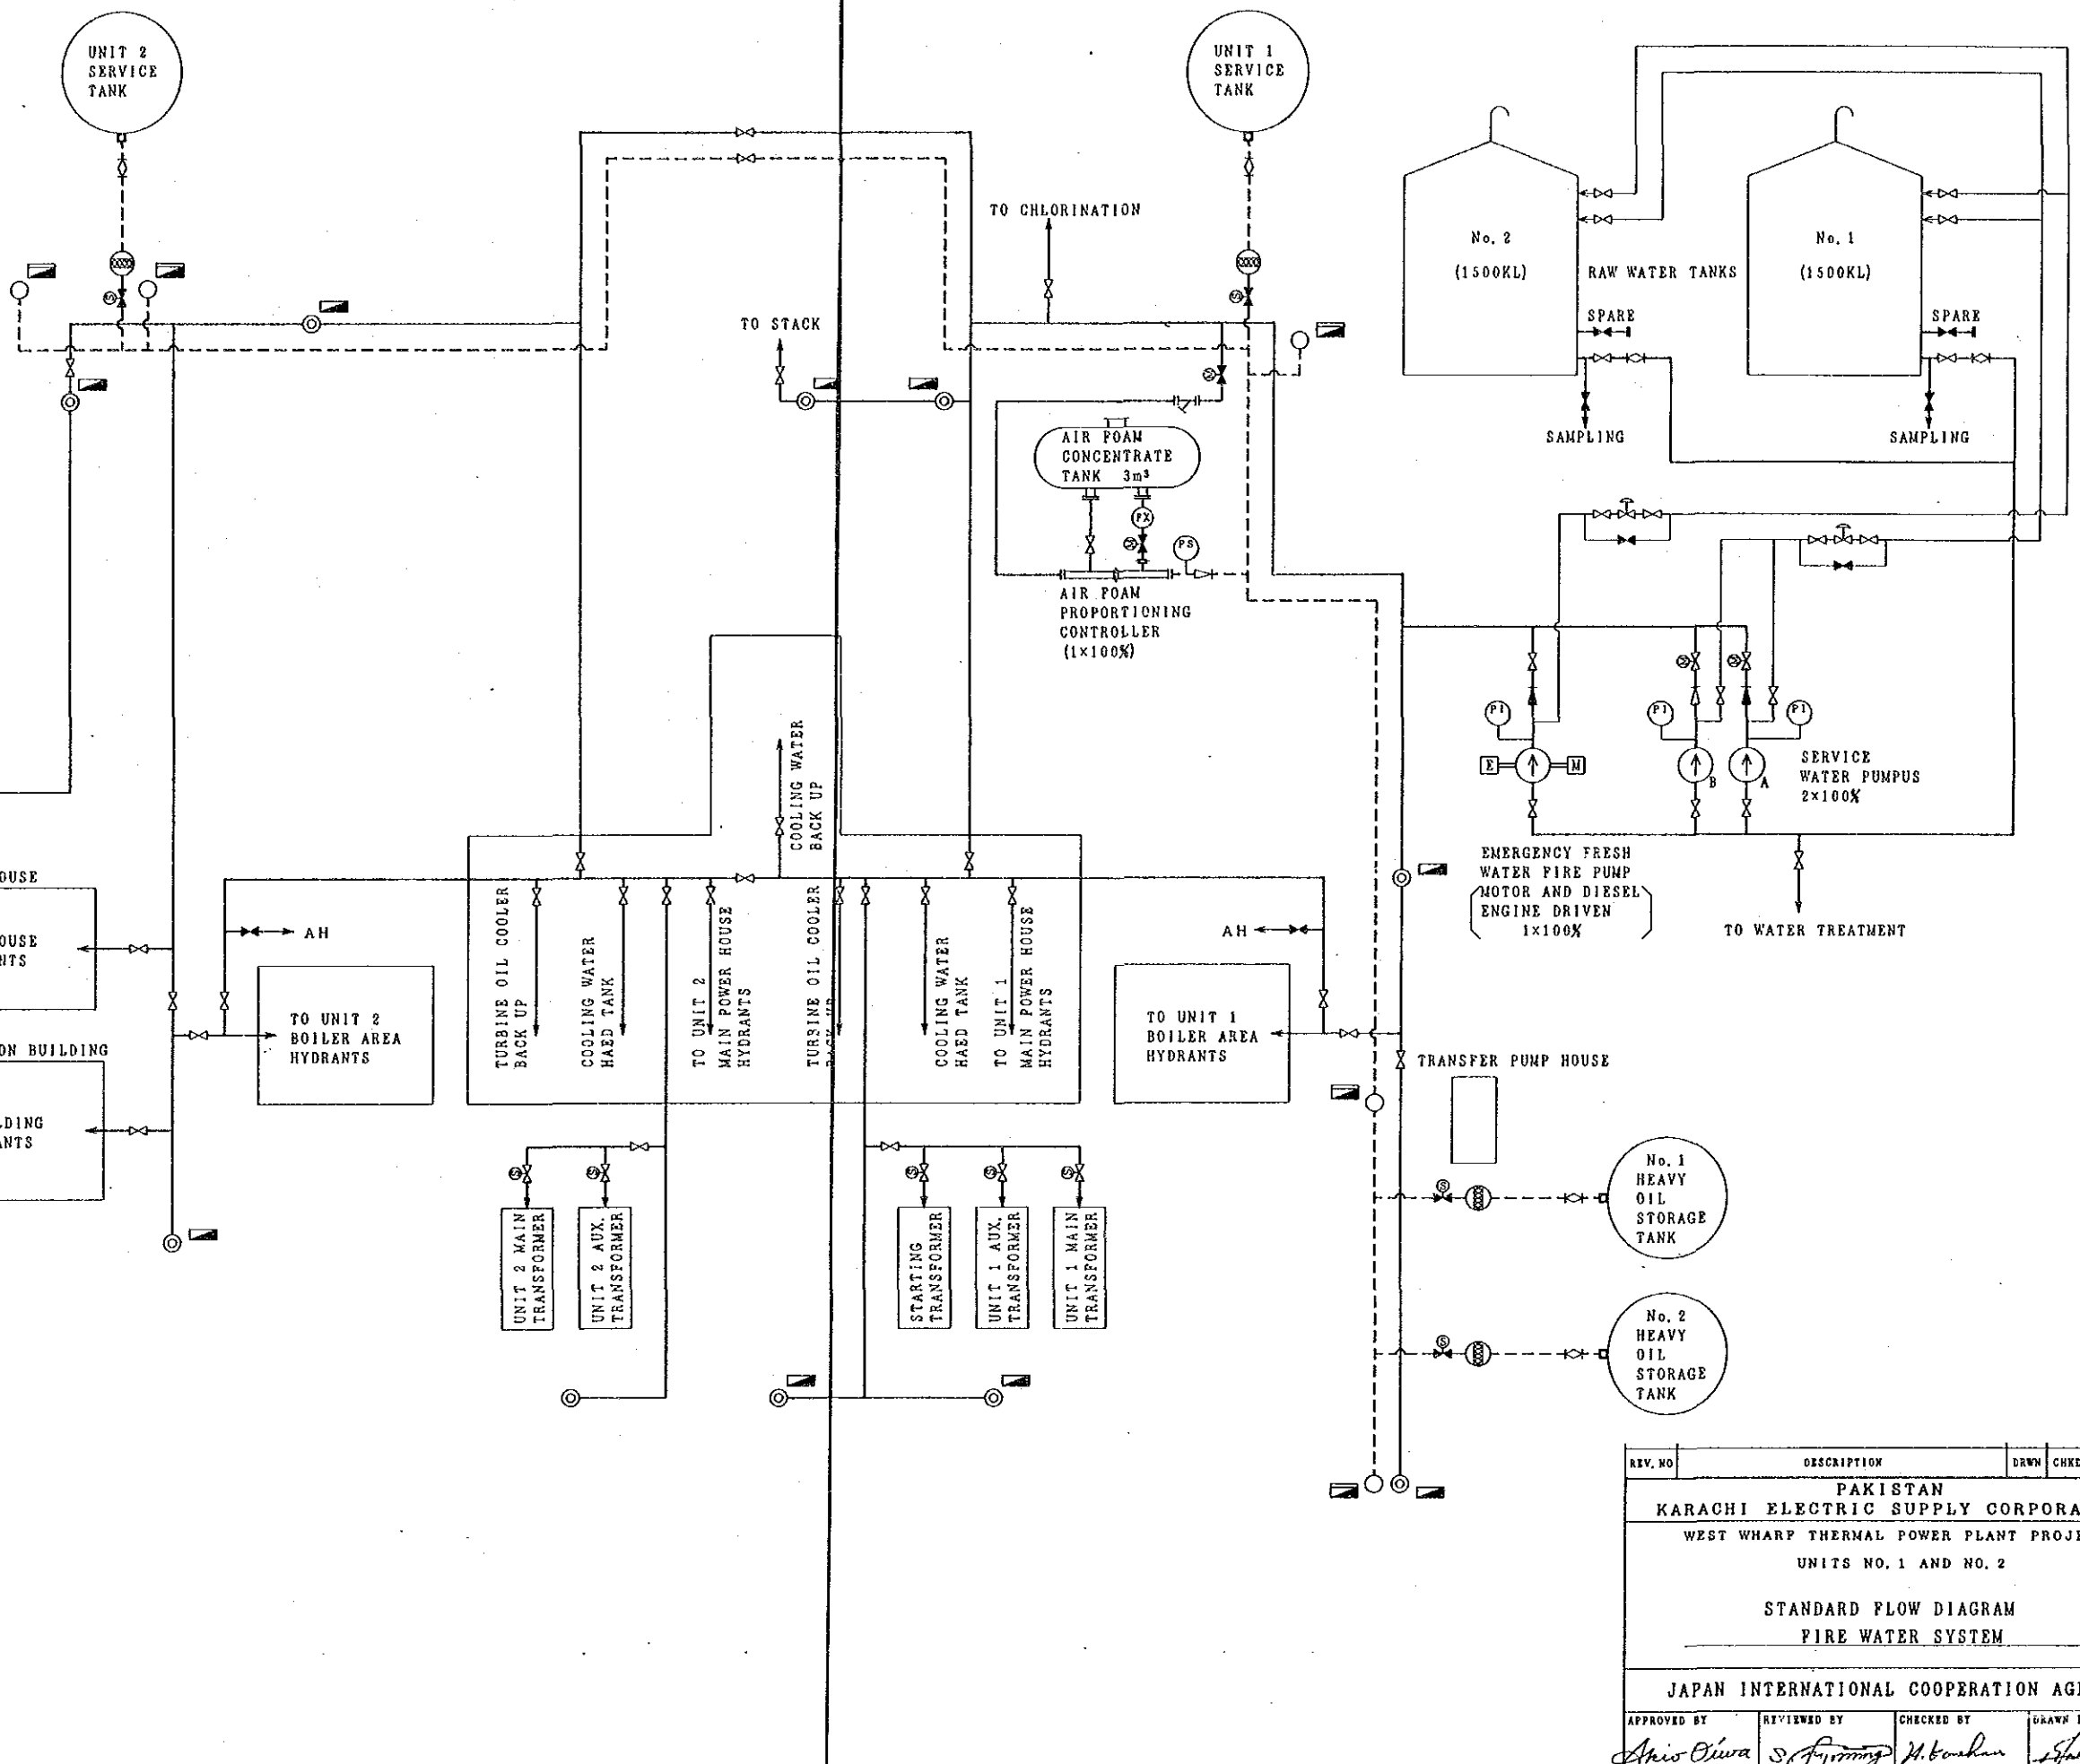 UNIT 2
SERVICE
TANK
UNIT 1
SERVICE
TANK
TO CHLORINATION
TO STACK
No. 2
(1500KL)
RAW WATER TANKS
No. 1
(1500KL)
SPARE
SPARE
SAMPLING
SAMPLING
AIR FOAM
CONCENTRATE
TANK 3m³
FX
PS
AIR FOAM
PROPORTIONING
CONTROLLER
(1×100%)
PI
PI
PI
E
M
B
A
SERVICE
WATER PUMPUS
2×100%
EMERGENCY FRESH
WATER FIRE PUMP
MOTOR AND DIESEL
ENGINE DRIVEN
1×100%
TO WATER TREATMENT
COOLING WATER
BACK UP
OUSE
OUSE
NTS
ON BUILDING
LDING
ANTS
AH
TO UNIT 2
BOILER AREA
HYDRANTS
TURBINE OIL COOLER
BACK UP
COOLING WATER
HAED TANK
TO UNIT 2
MAIN POWER HOUSE
HYDRANTS
TURBINE OIL COOLER
BACK UP
COOLING WATER
HAED TANK
TO UNIT 1
MAIN POWER HOUSE
HYDRANTS
AH
TO UNIT 1
BOILER AREA
HYDRANTS
TRANSFER PUMP HOUSE
S
S
S
S
S
S
S
S
S
UNIT 2 MAIN
TRANSFORMER
UNIT 2 AUX.
TRANSFORMER
STARTING
TRANSFORMER
UNIT 1 AUX.
TRANSFORMER
UNIT 1 MAIN
TRANSFORMER
No. 1
HEAVY
OIL
STORAGE
TANK
No. 2
HEAVY
OIL
STORAGE
TANK
REV. NO DESCRIPTION DRWN CHKD
PAKISTAN
KARACHI ELECTRIC SUPPLY CORPORA
WEST WHARF THERMAL POWER PLANT PROJE
UNITS NO. 1 AND NO. 2
STANDARD FLOW DIAGRAM
FIRE WATER SYSTEM
JAPAN INTERNATIONAL COOPERATION AGE
APPROVED BY REVIEWED BY CHECKED BY DRAWN